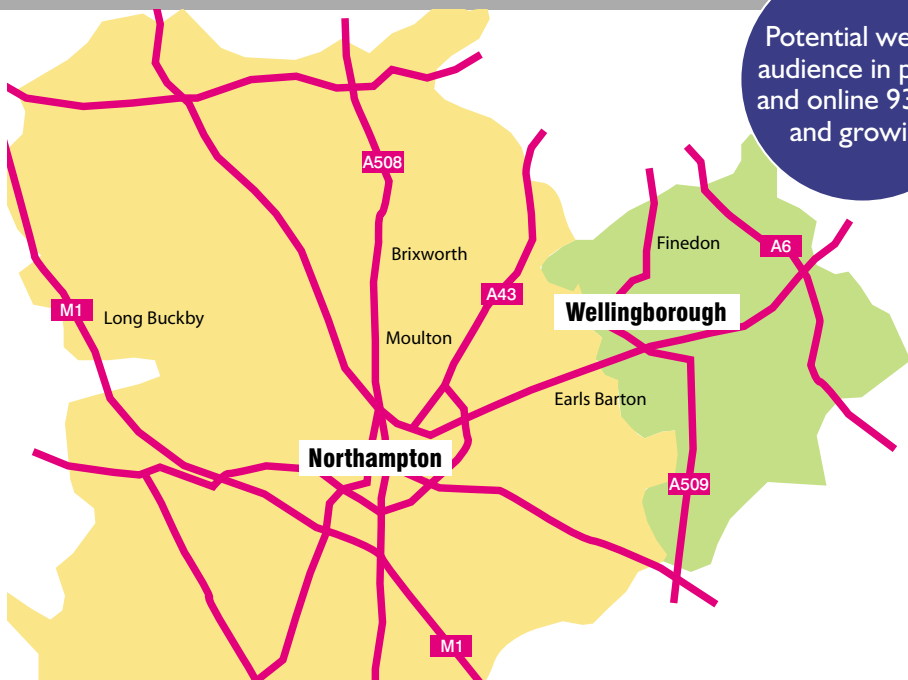 Potential we
audience in p
and online 93
and growi
A508
Brixworth
Finedon
A6
A43
M1
Long Buckby
Wellingborough
Moulton
Earls Barton
Northampton
A509
M1